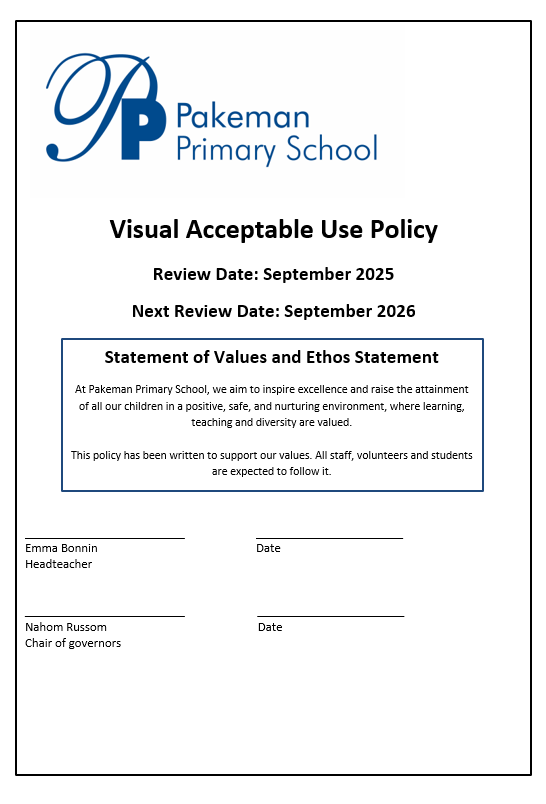 Pakeman
Primary School
Visual Acceptable Use Policy
Review Date: September 2025
Next Review Date: September 2026
Statement of Values and Ethos Statement
At Pakeman Primary School, we aim to inspire excellence and raise the attainment
of all our children in a positive, safe, and nurturing environment, where learning,
teaching and diversity are valued.
This policy has been written to support our values. All staff, volunteers and students
are expected to follow it.
Emma Bonnin
Headteacher
Date
Nahom Russom
Chair of governors
Date